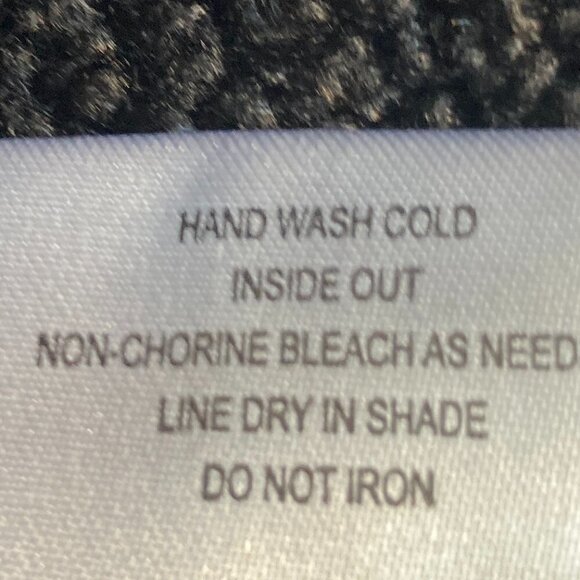 HAND WASH COLD
INSIDE OUT
NON-CHORINE BLEACH AS NEED
LINE DRY IN SHADE
DO NOT IRON